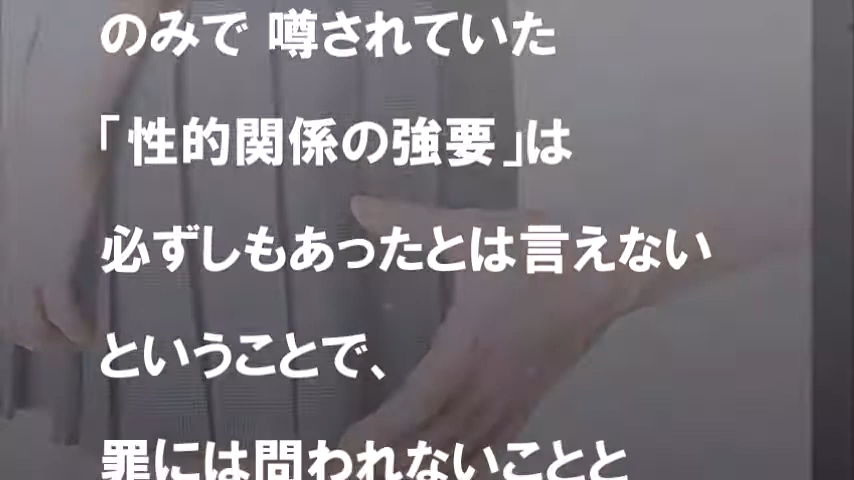 のみで 噂されていた
「性的関係の強要」は
必ずしもあったとは言えない
ということで、
罪には問われないことと